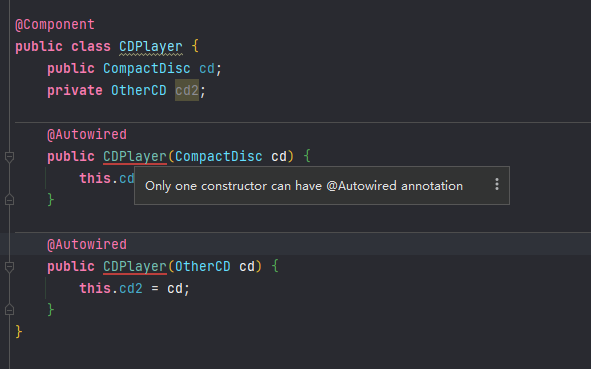 @Component
public class CDPlayer {
public CompactDisc cd;
private OtherCD cd2;
@Autowired
public CDPlayer(CompactDisc cd) {
this.cd
Only one constructor can have @Autowired annotation
}
@Autowired
public CDPlayer(OtherCD cd) {
this.cd2 = cd;
}
}